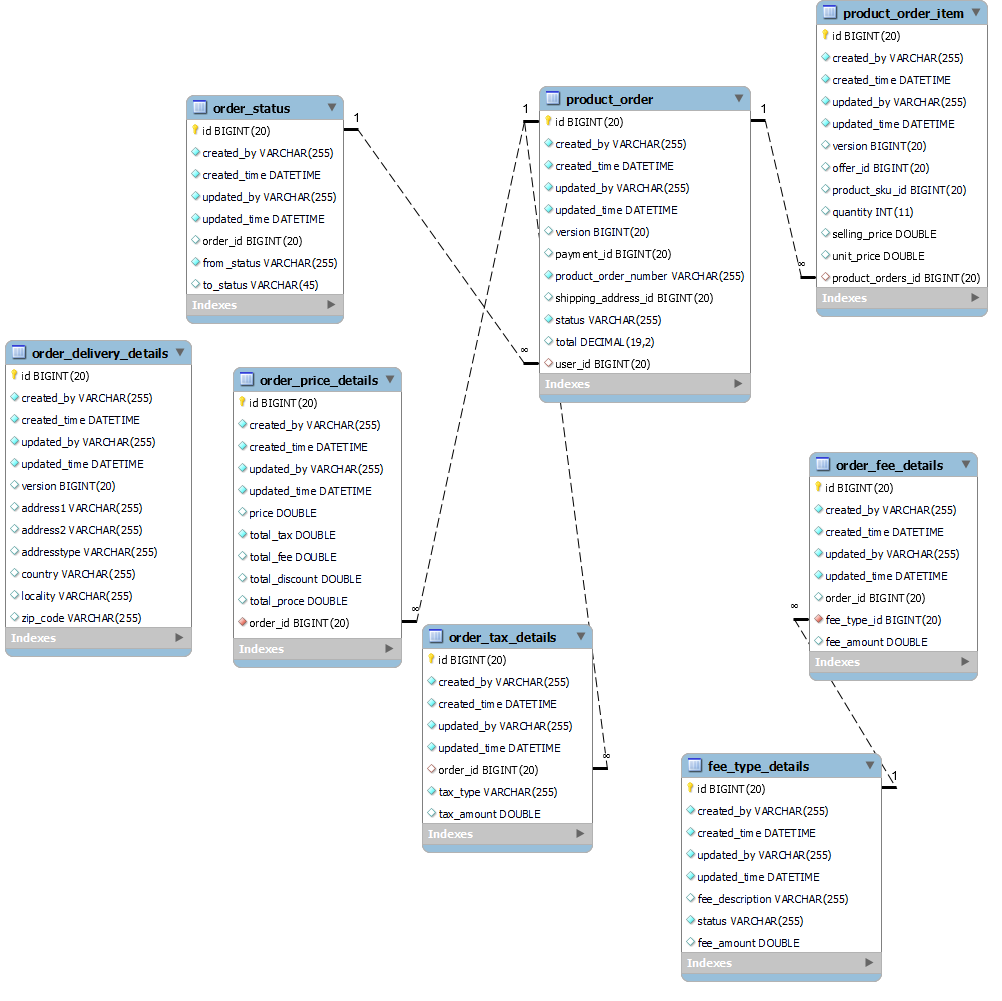 order_status
id BIGINT(20)
created_by VARCHAR(255)
created_time DATETIME
updated_by VARCHAR(255)
updated_time DATETIME
order_id BIGINT(20)
from_status VARCHAR(255)
to_status VARCHAR(45)
Indexes
1
∞
product_order
id BIGINT(20)
created_by VARCHAR(255)
created_time DATETIME
updated_by VARCHAR(255)
updated_time DATETIME
version BIGINT(20)
payment_id BIGINT(20)
product_order_number VARCHAR(255)
shipping_address_id BIGINT(20)
status VARCHAR(255)
total DECIMAL(19,2)
user_id BIGINT(20)
Indexes
1
1
∞
product_order_item
id BIGINT(20)
created_by VARCHAR(255)
created_time DATETIME
updated_by VARCHAR(255)
updated_time DATETIME
version BIGINT(20)
offer_id BIGINT(20)
product_sku_id BIGINT(20)
quantity INT(11)
selling_price DOUBLE
unit_price DOUBLE
product_orders_id BIGINT(20)
Indexes
order_delivery_details
id BIGINT(20)
created_by VARCHAR(255)
created_time DATETIME
updated_by VARCHAR(255)
updated_time DATETIME
version BIGINT(20)
address1 VARCHAR(255)
address2 VARCHAR(255)
addresstype VARCHAR(255)
country VARCHAR(255)
locality VARCHAR(255)
zip_code VARCHAR(255)
Indexes
order_price_details
id BIGINT(20)
created_by VARCHAR(255)
created_time DATETIME
updated_by VARCHAR(255)
updated_time DATETIME
price DOUBLE
total_tax DOUBLE
total_fee DOUBLE
total_discount DOUBLE
total_proce DOUBLE
order_id BIGINT(20)
Indexes
∞
order_tax_details
id BIGINT(20)
created_by VARCHAR(255)
created_time DATETIME
updated_by VARCHAR(255)
updated_time DATETIME
order_id BIGINT(20)
tax_type VARCHAR(255)
tax_amount DOUBLE
Indexes
∞
order_fee_details
id BIGINT(20)
created_by VARCHAR(255)
created_time DATETIME
updated_by VARCHAR(255)
updated_time DATETIME
order_id BIGINT(20)
fee_type_id BIGINT(20)
fee_amount DOUBLE
Indexes
∞
fee_type_details
id BIGINT(20)
created_by VARCHAR(255)
created_time DATETIME
updated_by VARCHAR(255)
updated_time DATETIME
fee_description VARCHAR(255)
status VARCHAR(255)
fee_amount DOUBLE
Indexes
1